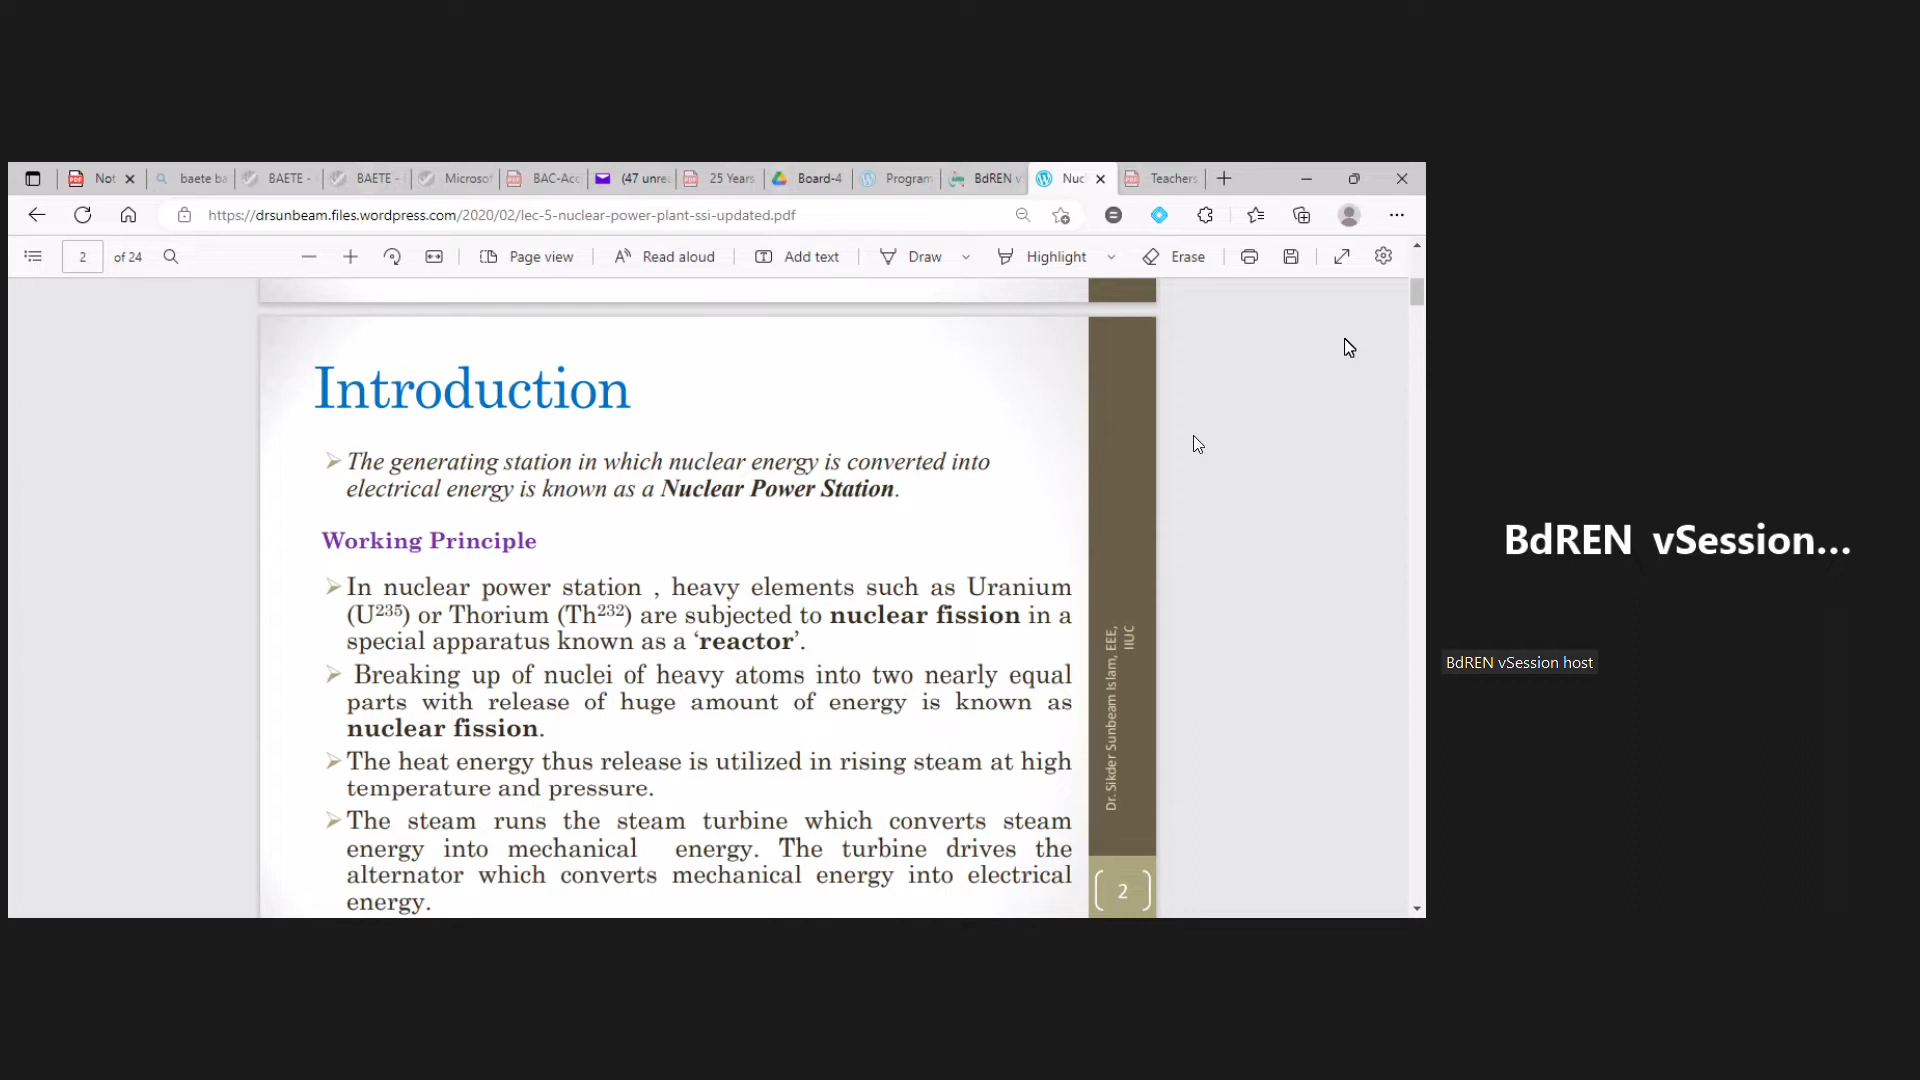 Not
baete ba
BAETE -
BAETE -
Microsof
BAC-Acc
(47 unre
25 Years
Board-4
Program
BdREN v
Nuc
Teachers
https://drsunbeam.files.wordpress.com/2020/02/lec-5-nuclear-power-plant-ssi-updated.pdf
2 of 24
Page view
Read aloud
Add text
Draw
Highlight
Erase
Introduction
The generating station in which nuclear energy is converted into
electrical energy is known as a Nuclear Power Station.
Working Principle
In nuclear power station , heavy elements such as Uranium
(U235) or Thorium (Th232) are subjected to nuclear fission in a
special apparatus known as a ‘reactor’.
Breaking up of nuclei of heavy atoms into two nearly equal
parts with release of huge amount of energy is known as
nuclear fission.
The heat energy thus release is utilized in rising steam at high
temperature and pressure.
The steam runs the steam turbine which converts steam
energy into mechanical energy. The turbine drives the
alternator which converts mechanical energy into electrical
energy.
Dr. Sikder Sunbeam Islam, EEE,
IIUC
2
BdREN vSession...
BdREN vSession host